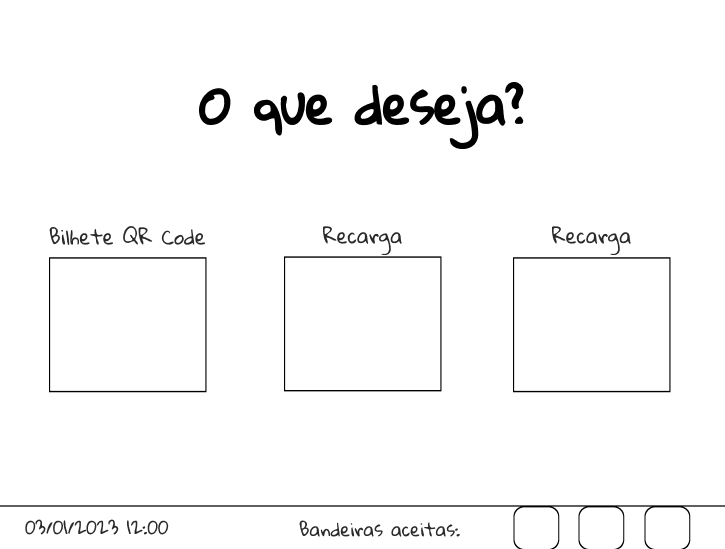 O que deseja?
Bilhete QR Code
Recarga
Recarga
03/01/2023 12:00
Bandeiras aceitas: